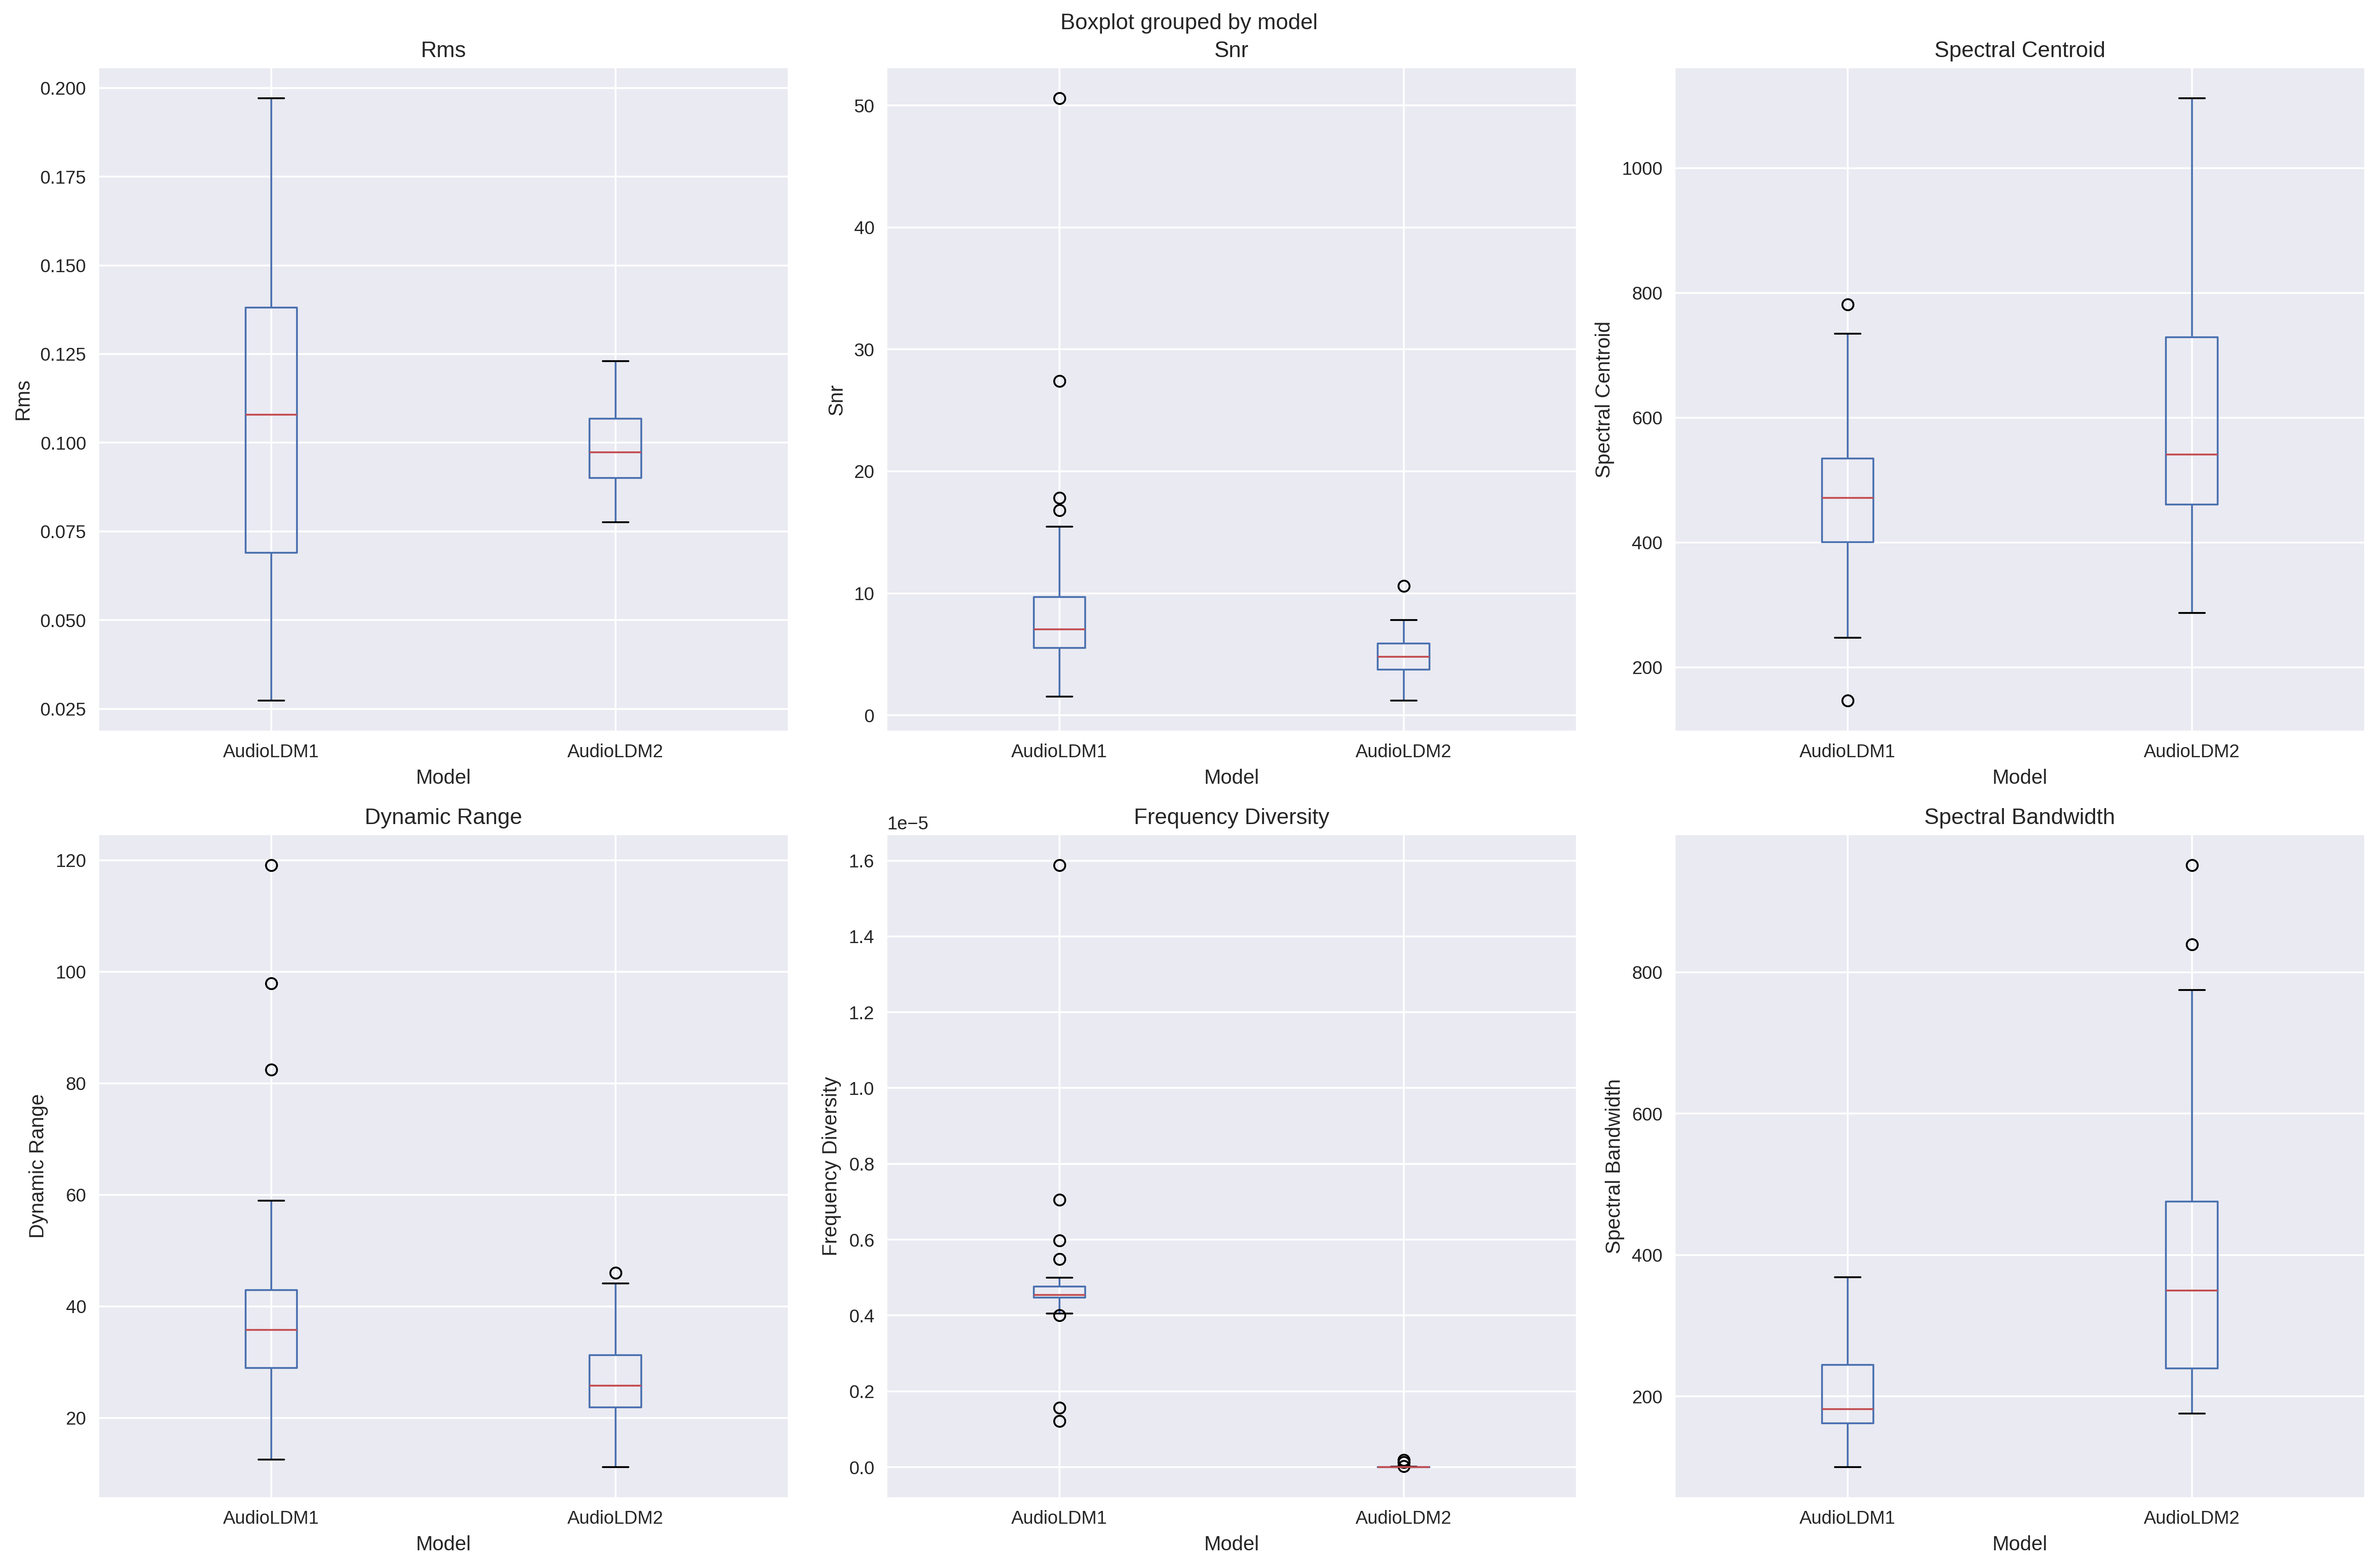 Boxplot grouped by model
Rms
0.200
0.175
0.150
0.125
0.100
0.075
0.050
0.025
Rms
AudioLDM1
AudioLDM2
Model
Snr
50
40
30
20
10
0
Snr
AudioLDM1
AudioLDM2
Model
Spectral Centroid
1000
800
600
400
200
Spectral Centroid
AudioLDM1
AudioLDM2
Model
Dynamic Range
120
100
80
60
40
20
Dynamic Range
AudioLDM1
AudioLDM2
Model
Frequency Diversity
1e−5
1.6
1.4
1.2
1.0
0.8
0.6
0.4
0.2
0.0
Frequency Diversity
AudioLDM1
AudioLDM2
Model
Spectral Bandwidth
800
600
400
200
Spectral Bandwidth
AudioLDM1
AudioLDM2
Model